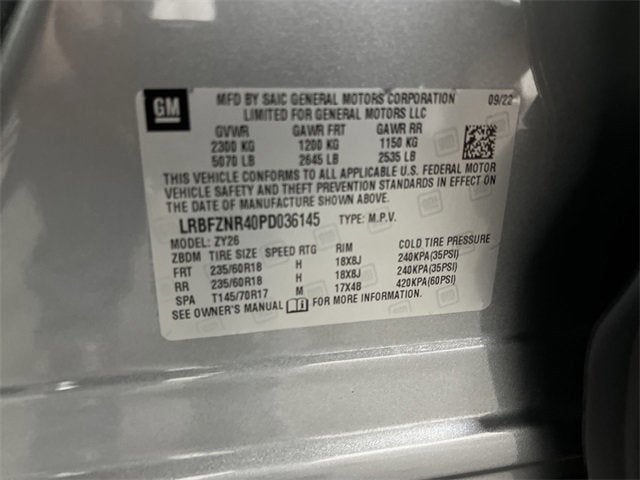 GM
MFD BY SAIC GENERAL MOTORS CORPORATION 09/22
LIMITED FOR GENERAL MOTORS LLC
GVWR GAWR FRT GAWR RR
2300 KG 1200 KG 1150 KG
5070 LB 2645 LB 2535 LB
THIS VEHICLE CONFORMS TO ALL APPLICABLE U.S. FEDERAL MOTOR
VEHICLE SAFETY AND THEFT PREVENTION STANDARDS IN EFFECT ON
THE DATE OF MANUFACTURE SHOWN ABOVE.
LRBFZNR40PD036145 TYPE: M.P.V.
MODEL: ZY26
ZBDM TIRE SIZE SPEED RTG RIM COLD TIRE PRESSURE
FRT 235/60R18 H 18X8J 240KPA(35PSI)
RR 235/60R18 H 18X8J 240KPA(35PSI)
SPA T145/70R17 M 17X4B 420KPA(60PSI)
SEE OWNER'S MANUAL FOR MORE INFORMATION.